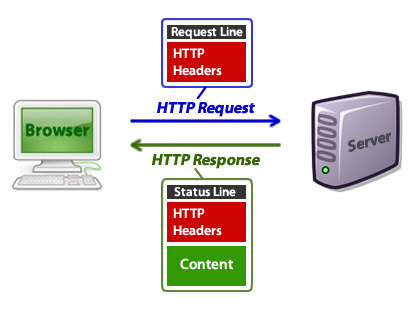 Request Line
HTTP
Headers
HTTP Request
Browser
Server
HTTP Response
Status Line
HTTP
Headers
Content